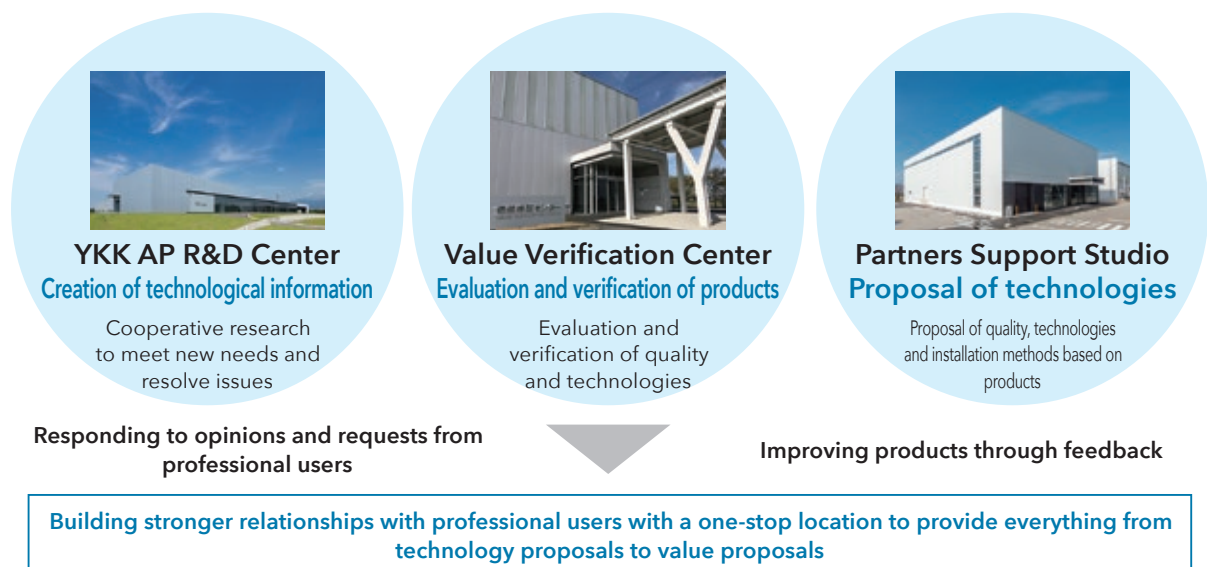 YKK AP R&D Center
Creation of technological information
Cooperative research
to meet new needs and
resolve issues
Value Verification Center
Evaluation and verification of products
Evaluation and
verification of quality
and technologies
Partners Support Studio
Proposal of technologies
Proposal of quality, technologies
and installation methods based on
products
Responding to opinions and requests from
professional users
Improving products through feedback
Building stronger relationships with professional users with a one-stop location to provide everything from
technology proposals to value proposals